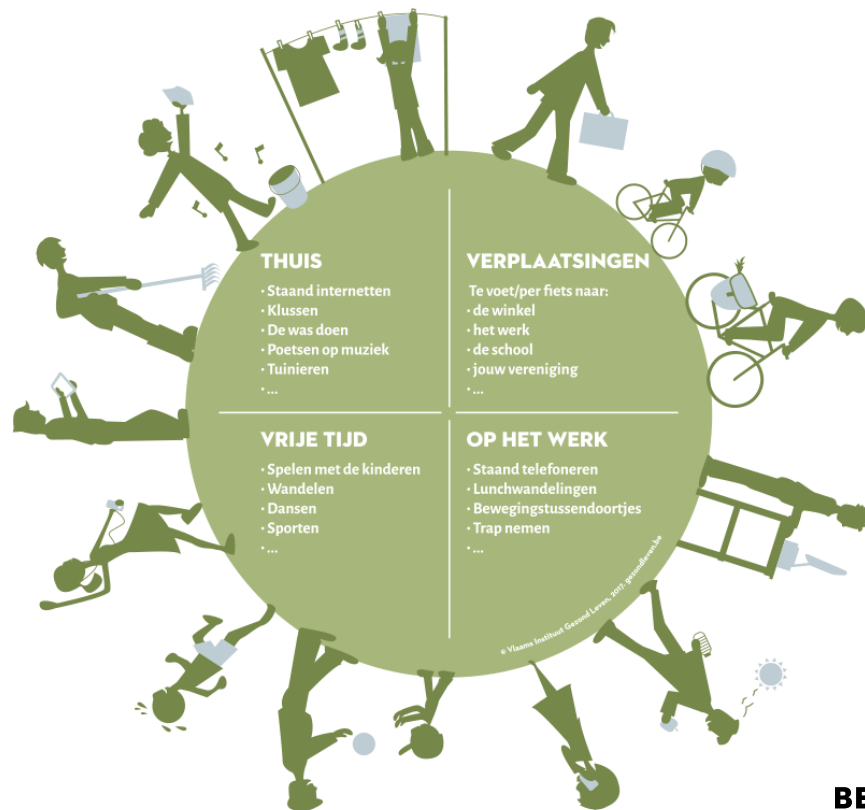 THUIS
· Staand internetten
· Klussen
· De was doen
· Poetsen op muziek
· Tuinieren
· ...
VERPLAATSINGEN
Te voet/per fiets naar:
· de winkel
· het werk
· de school
· jouw vereniging
· ...
VRIJE TIJD
· Spelen met de kinderen
· Wandelen
· Dansen
· Sporten
· ...
OP HET WERK
· Staand telefoneren
· Lunchwandelingen
· Bewegingstussendoortjes
· Trap nemen
· ...
© Vlaams Instituut Gezond Leven, 2017, gezondleven.be